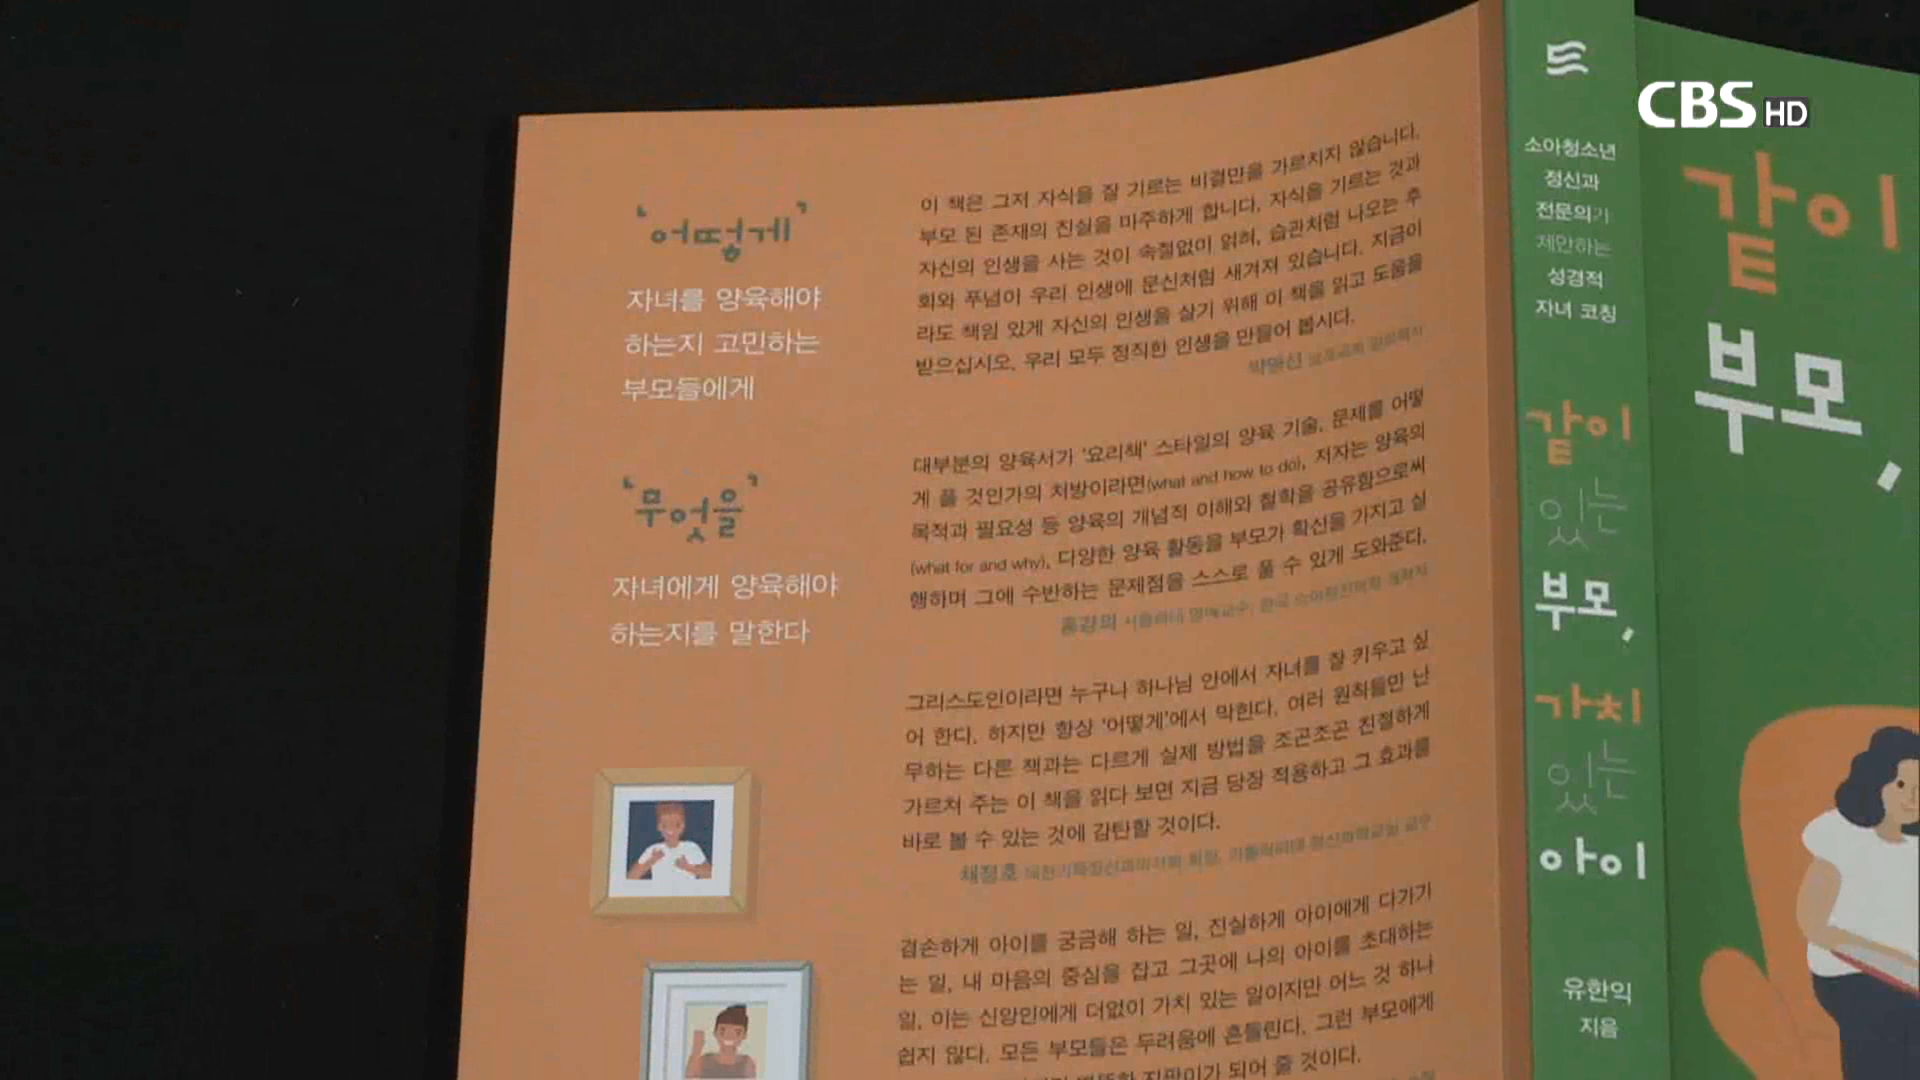 '어떻게'
자녀를 양육해야
하는지 고민하는
부모들에게
'무엇을'
자녀에게 양육해야
하는지를 말한다
이 책은 그저 자식을 잘 기르는 비결만을 가르치지 않습니다.
부모 된 존재의 진실을 마주하게 합니다. 자식을 기르는 것과
자신의 인생을 사는 것이 속절없이 얽혀, 습관처럼 나오는 후
회와 푸념이 우리 인생에 문신처럼 새겨져 있습니다. 지금이
라도 책임 있게 자신의 인생을 살기 위해 이 책을 읽고 도움을
받으십시오. 우리 모두 정직한 인생을 만들어 봅시다.
박영선
대부분의 양육서가 '요리책' 스타일의 양육 기술, 문제를 어떻
게 풀 것인가의 처방이라면(what and how to do), 저자는 양육의
목적과 필요성 등 양육의 개념적 이해와 철학을 공유함으로써
(what for and why), 다양한 양육 활동을 부모가 확신을 가지고 실
행하며 그에 수반하는 문제점을 스스로 풀 수 있게 도와준다.
홍강의 서울의대 명예교수,
그리스도인이라면 누구나 하나님 안에서 자녀를 잘 키우고 싶
어 한다. 하지만 항상 '어떻게'에서 막힌다. 여러 원칙들만 난
무하는 다른 책과는 다르게 실제 방법을 조곤조곤 친절하게
가르쳐 주는 이 책을 읽다 보면 지금 당장 적용하고 그 효과를
바로 볼 수 있는 것에 감탄할 것이다.
채정호
겸손하게 아이를 궁금해 하는 일, 진실하게 아이에게 다가가
는 일, 내 마음의 중심을 잡고 그곳에 나의 아이를 초대하는
일, 이는 신앙인에게 더없이 가치 있는 일이지만 어느 것 하나
쉽지 않다. 모든 부모들은 두려움에 흔들린다. 그런 부모에게
지팡이가 되어 줄 것이다.
소아청소년
정신과
전문의가
제안하는
성경적
자녀 코칭
같이
있는
부모,
가치
있는
아이
유한익
지음
CBS HD
같이
부모,